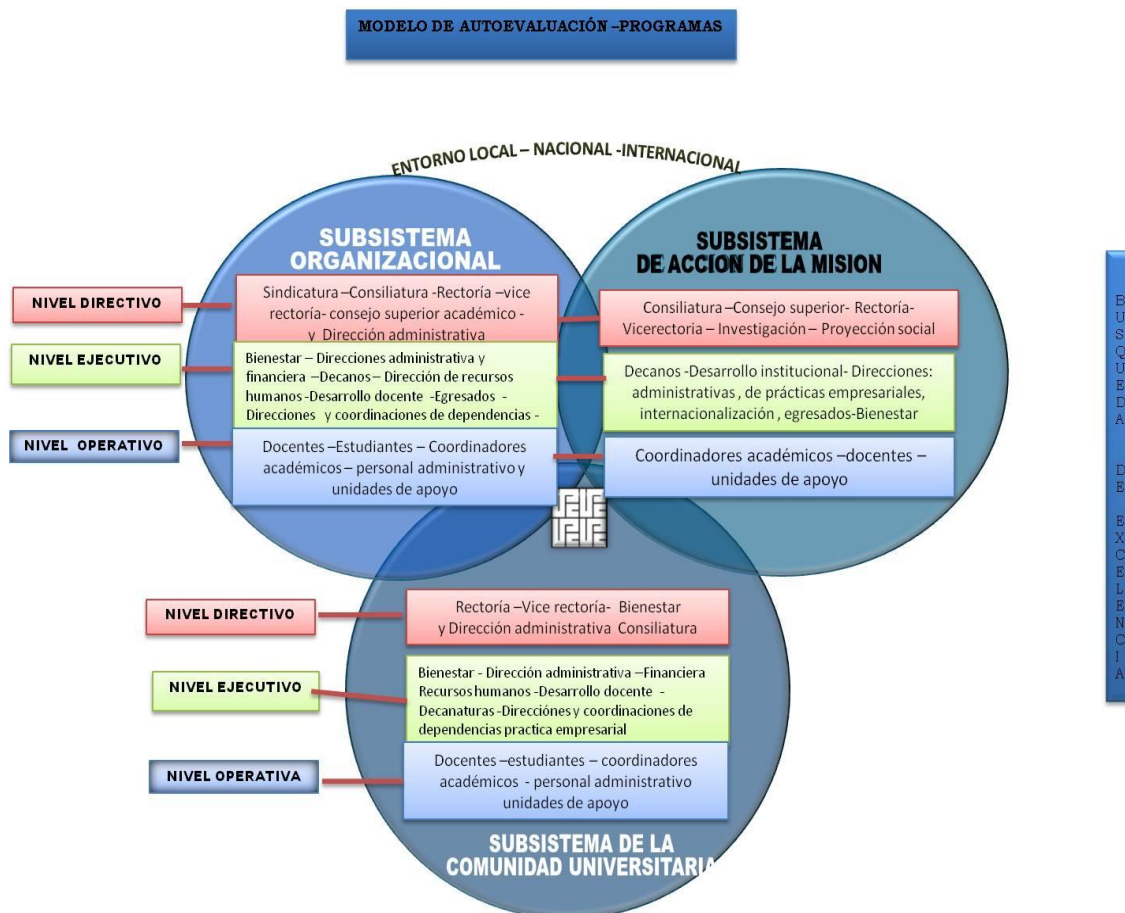 MODELO DE AUTOEVALUACIÓN –PROGRAMAS
ENTORNO LOCAL – NACIONAL -INTERNACIONAL
SUBSISTEMA
ORGANIZACIONAL
NIVEL DIRECTIVO
Sindicatura –Consiliatura -Rectoría –vice
rectoría- consejo superior académico -
y Dirección administrativa
NIVEL EJECUTIVO
Bienestar – Direcciones administrativa y
financiera –Decanos – Dirección de recursos
humanos -Desarrollo docente -Egresados -
Direcciones y coordinaciones de dependencias -
NIVEL OPERATIVO
Docentes –Estudiantes – Coordinadores
académicos – personal administrativo y
unidades de apoyo
SUBSISTEMA
DE ACCION DE LA MISION
Consiliatura –Consejo superior- Rectoría-
Vicerectoria – Investigación – Proyección social
Decanos -Desarrollo institucional- Direcciones:
administrativas , de prácticas empresariales,
internacionalización , egresados-Bienestar
Coordinadores académicos –docentes –
unidades de apoyo
NIVEL DIRECTIVO
Rectoría –Vice rectoría- Bienestar
y Dirección administrativa Consiliatura
NIVEL EJECUTIVO
Bienestar - Dirección administrativa –Financiera
Recursos humanos -Desarrollo docente -
Decanaturas -Direcciónes y coordinaciones de
dependencias practica empresarial
NIVEL OPERATIVA
Docentes –estudiantes – coordinadores
académicos - personal administrativo
unidades de apoyo
SUBSISTEMA DE LA
COMUNIDAD UNIVERSITARIA
BUSQUEDA DE EXCELENCIA